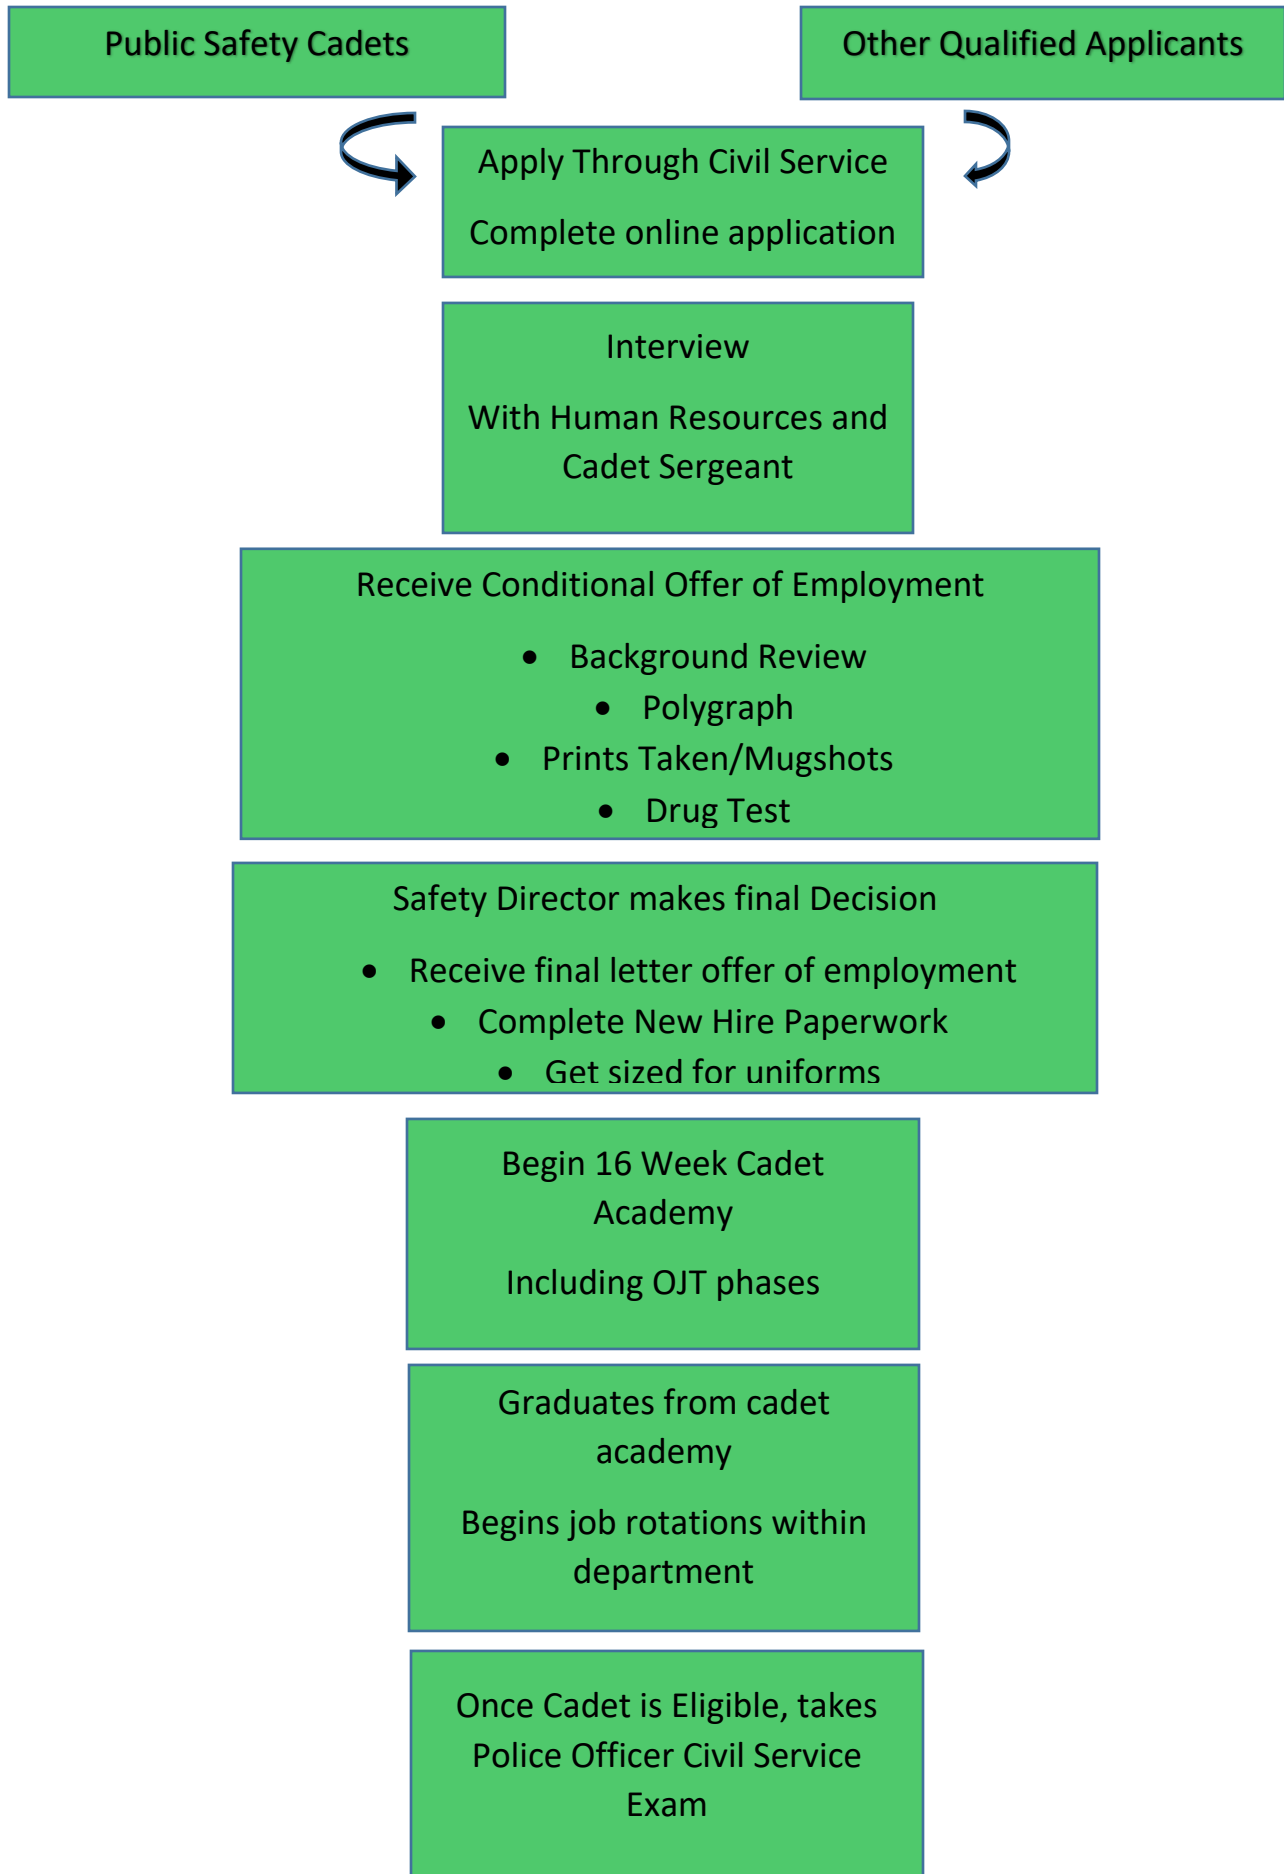 Public Safety Cadets
Other Qualified Applicants
Apply Through Civil Service
Complete online application
Interview
With Human Resources and
Cadet Sergeant
Receive Conditional Offer of Employment
• Background Review
• Polygraph
• Prints Taken/Mugshots
• Drug Test
Safety Director makes final Decision
• Receive final letter offer of employment
• Complete New Hire Paperwork
• Get sized for uniforms
Begin 16 Week Cadet
Academy
Including OJT phases
Graduates from cadet
academy
Begins job rotations within
department
Once Cadet is Eligible, takes
Police Officer Civil Service
Exam